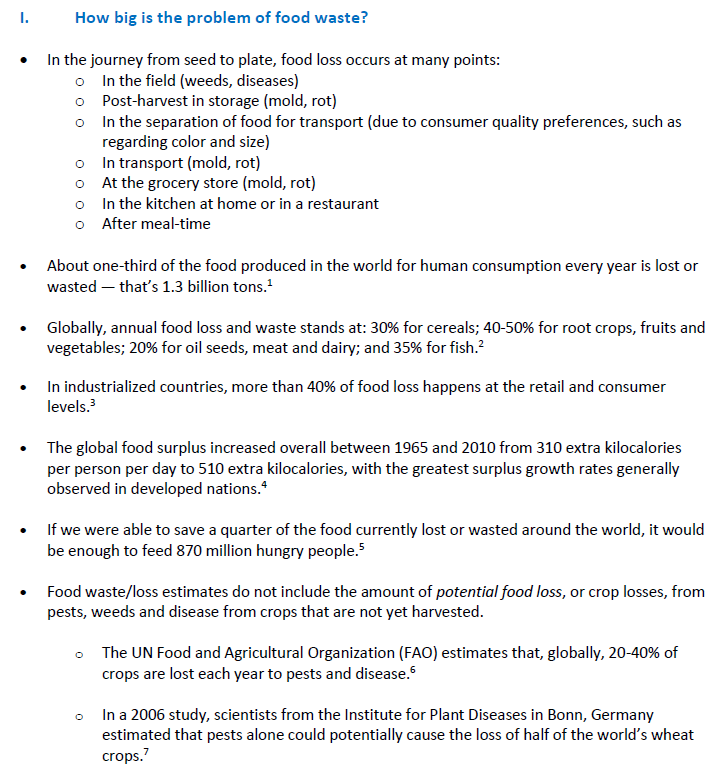 I. How big is the problem of food waste?
• In the journey from seed to plate, food loss occurs at many points:
o In the field (weeds, diseases)
o Post-harvest in storage (mold, rot)
o In the separation of food for transport (due to consumer quality preferences, such as
regarding color and size)
o In transport (mold, rot)
o At the grocery store (mold, rot)
o In the kitchen at home or in a restaurant
o After meal-time
• About one-third of the food produced in the world for human consumption every year is lost or
wasted — that's 1.3 billion tons.¹
• Globally, annual food loss and waste stands at: 30% for cereals; 40-50% for root crops, fruits and
vegetables; 20% for oil seeds, meat and dairy; and 35% for fish.²
• In industrialized countries, more than 40% of food loss happens at the retail and consumer
levels.³
• The global food surplus increased overall between 1965 and 2010 from 310 extra kilocalories
per person per day to 510 extra kilocalories, with the greatest surplus growth rates generally
observed in developed nations.⁴
• If we were able to save a quarter of the food currently lost or wasted around the world, it would
be enough to feed 870 million hungry people.⁵
• Food waste/loss estimates do not include the amount of potential food loss, or crop losses, from
pests, weeds and disease from crops that are not yet harvested.
o The UN Food and Agricultural Organization (FAO) estimates that, globally, 20-40% of
crops are lost each year to pests and disease.⁶
o In a 2006 study, scientists from the Institute for Plant Diseases in Bonn, Germany
estimated that pests alone could potentially cause the loss of half of the world's wheat
crops.⁷